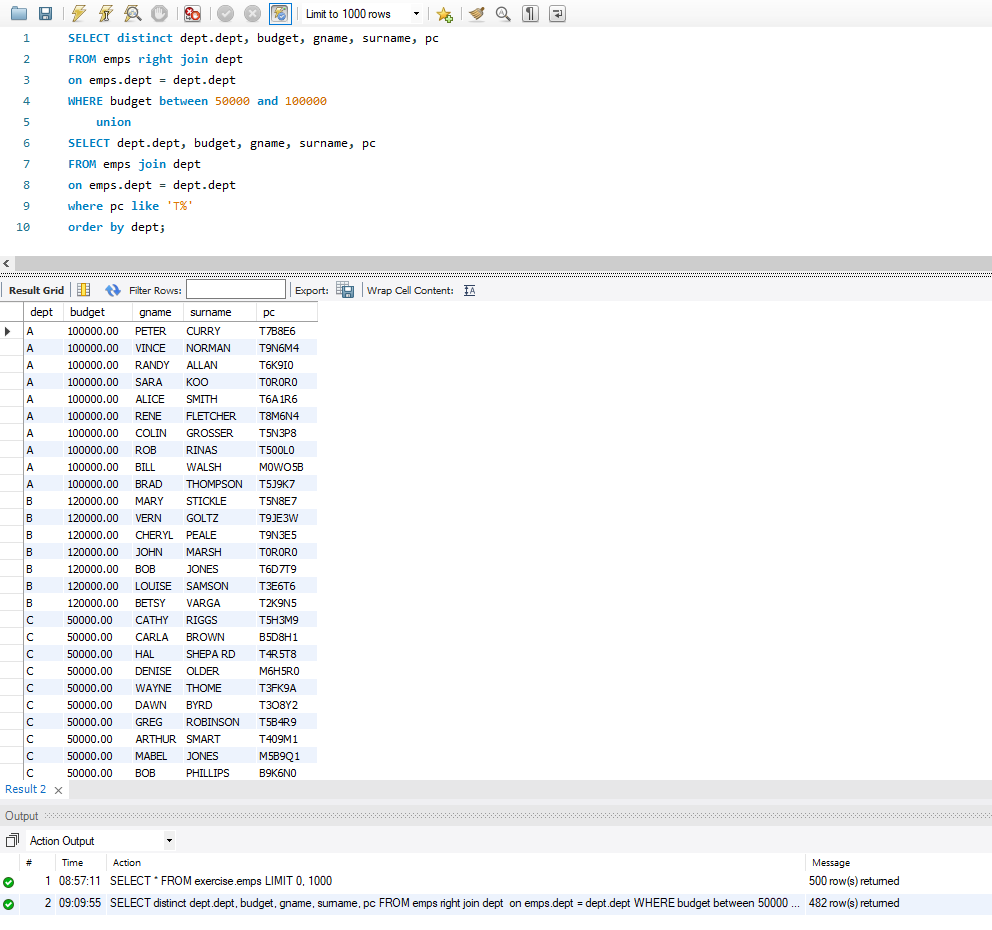 Limit to 1000 rows
1 SELECT distinct dept.dept, budget, gname, surname, pc
2 FROM emps right join dept
3 on emps.dept = dept.dept
4 WHERE budget between 50000 and 100000
5 union
6 SELECT dept.dept, budget, gname, surname, pc
7 FROM emps join dept
8 on emps.dept = dept.dept
9 where pc like 'T%'
10 order by dept;
Result Grid Filter Rows: Export: Wrap Cell Content:
dept budget gname surname pc
A 100000.00 PETER CURRY T7B8E6
A 100000.00 VINCE NORMAN T9N6M4
A 100000.00 RANDY ALLAN T6K9I0
A 100000.00 SARA KOO T0R0R0
A 100000.00 ALICE SMITH T6A1R6
A 100000.00 RENE FLETCHER T8M6N4
A 100000.00 COLIN GROSSER T5N3P8
A 100000.00 ROB RINAS T500L0
A 100000.00 BILL WALSH M0WO5B
A 100000.00 BRAD THOMPSON T5J9K7
B 120000.00 MARY STICKLE T5N8E7
B 120000.00 VERN GOLTZ T9JE3W
B 120000.00 CHERYL PEALE T9N3E5
B 120000.00 JOHN MARSH T0R0R0
B 120000.00 BOB JONES T6D7T9
B 120000.00 LOUISE SAMSON T3E6T6
B 120000.00 BETSY VARGA T2K9N5
C 50000.00 CATHY RIGGS T5H3M9
C 50000.00 CARLA BROWN B5D8H1
C 50000.00 HAL SHEPA RD T4R5T8
C 50000.00 DENISE OLDER M6H5R0
C 50000.00 WAYNE THOME T3FK9A
C 50000.00 DAWN BYRD T3O8Y2
C 50000.00 GREG ROBINSON T5B4R9
C 50000.00 ARTHUR SMART T409M1
C 50000.00 MABEL JONES M5B9Q1
C 50000.00 BOB PHILLIPS B9K6N0
Result 2
Output
Action Output
# Time Action Message
1 08:57:11 SELECT * FROM exercise.emps LIMIT 0, 1000 500 row(s) returned
2 09:09:55 SELECT distinct dept.dept, budget, gname, surname, pc FROM emps right join dept on emps.dept = dept.dept WHERE budget between 50000 ... 482 row(s) returned